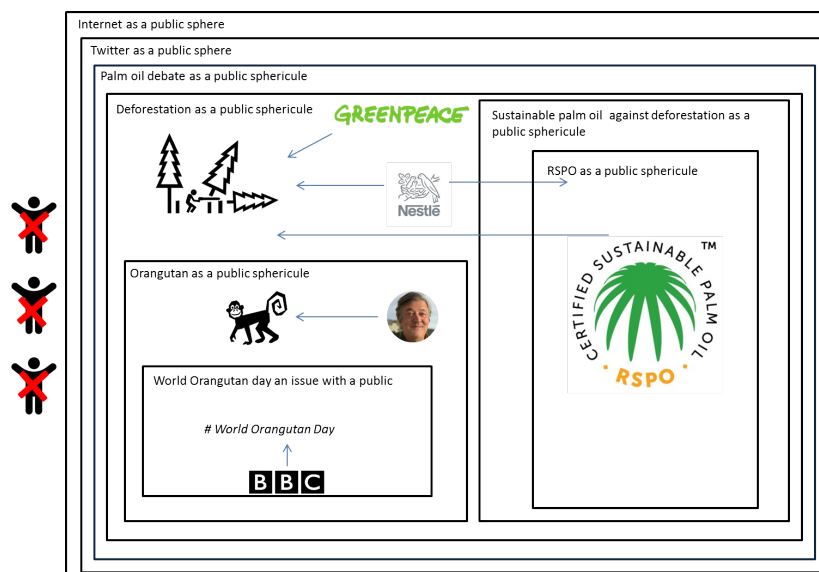 Internet as a public sphere
Twitter as a public sphere
Palm oil debate as a public sphericule
Deforestation as a public sphericule
GREENPEACE
Sustainable palm oil  against deforestation as a
public sphericule
RSPO as a public sphericule
Nestlé
CERTIFIED SUSTAINABLE PALM OIL TM
RSPO
Orangutan as a public sphericule
World Orangutan day an issue with a public
# World Orangutan Day
BBC